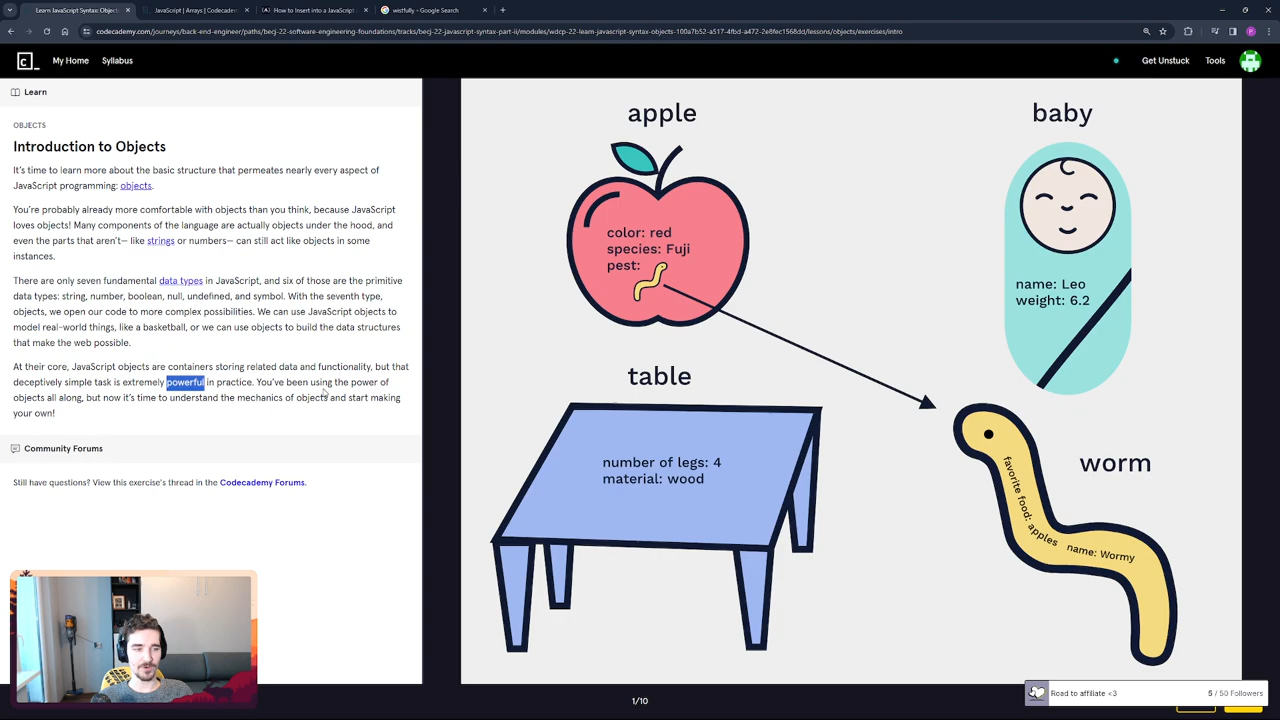 Learn JavaScript Syntax: Objec
JavaScript | Arrays | Codecadem
How to Insert into a JavaScript
wistfully - Google Search
codecademy.com/journeys/back-end-engineer/paths/becj-22-software-engineering-foundations/tracks/becj-22-javascript-syntax-part-ii/modules/wdcp-22-learn-javascript-syntax-objects-100a7b52-a517-4fbd-a472-2e8fec1568dd/lessons/objects/exercises/intro
My Home
Syllabus
Get Unstuck
Tools
Learn
OBJECTS
Introduction to Objects
It's time to learn more about the basic structure that permeates nearly every aspect of
JavaScript programming: objects.
You're probably already more comfortable with objects than you think, because JavaScript
loves objects! Many components of the language are actually objects under the hood, and
even the parts that aren't— like strings or numbers— can still act like objects in some
instances.
There are only seven fundamental data types in JavaScript, and six of those are the primitive
data types: string, number, boolean, null, undefined, and symbol. With the seventh type,
objects, we open our code to more complex possibilities. We can use JavaScript objects to
model real-world things, like a basketball, or we can use objects to build the data structures
that make the web possible.
At their core, JavaScript objects are containers storing related data and functionality, but that
deceptively simple task is extremely powerful in practice. You've been using the power of
objects all along, but now it's time to understand the mechanics of objects and start making
your own!
Community Forums
Still have questions? View this exercise's thread in the Codecademy Forums.
apple
color: red
species: Fuji
pest:
baby
name: Leo
weight: 6.2
table
number of legs: 4
material: wood
worm
favorite food: apples name: Wormy
1/10
Road to affiliate <3
5 / 50 Followers